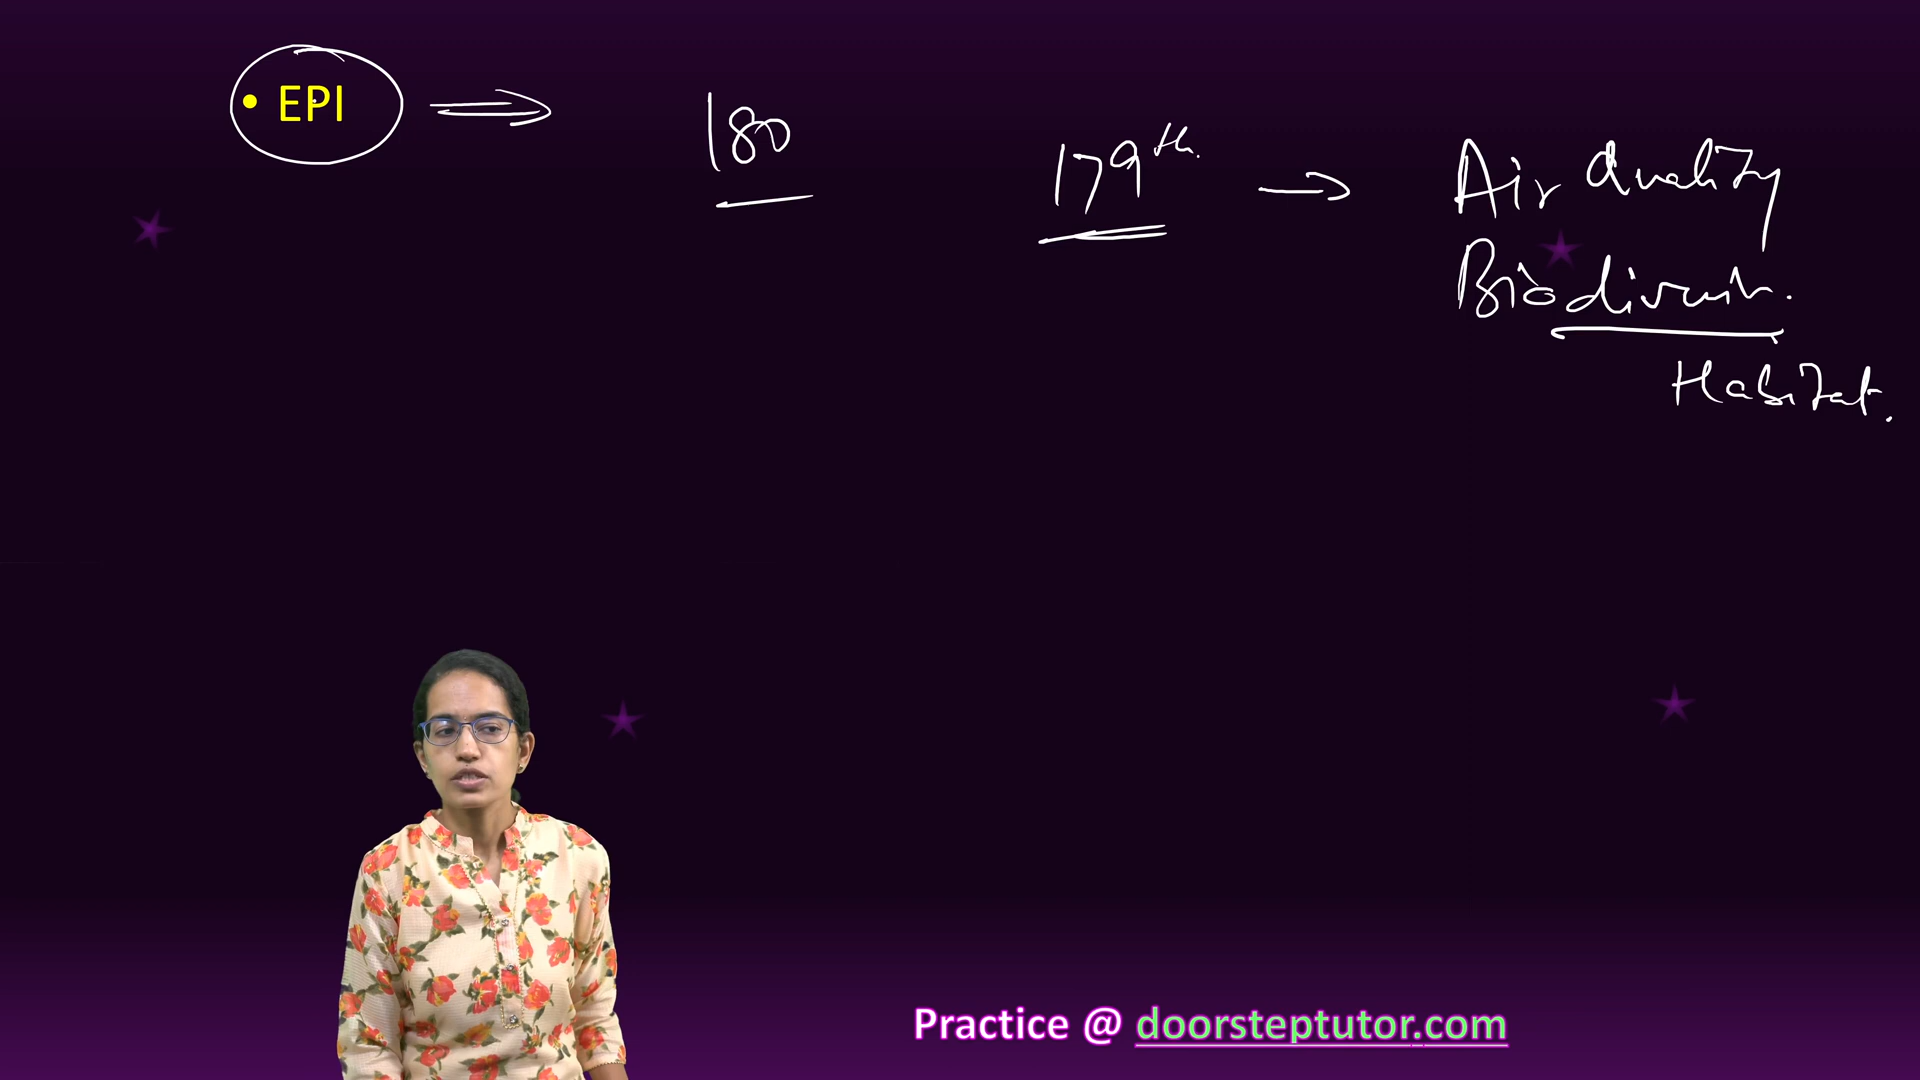 • EPI
180
179th.
Air Quality
Biodiversity.
Habitat.
Practice @ doorsteptutor.com